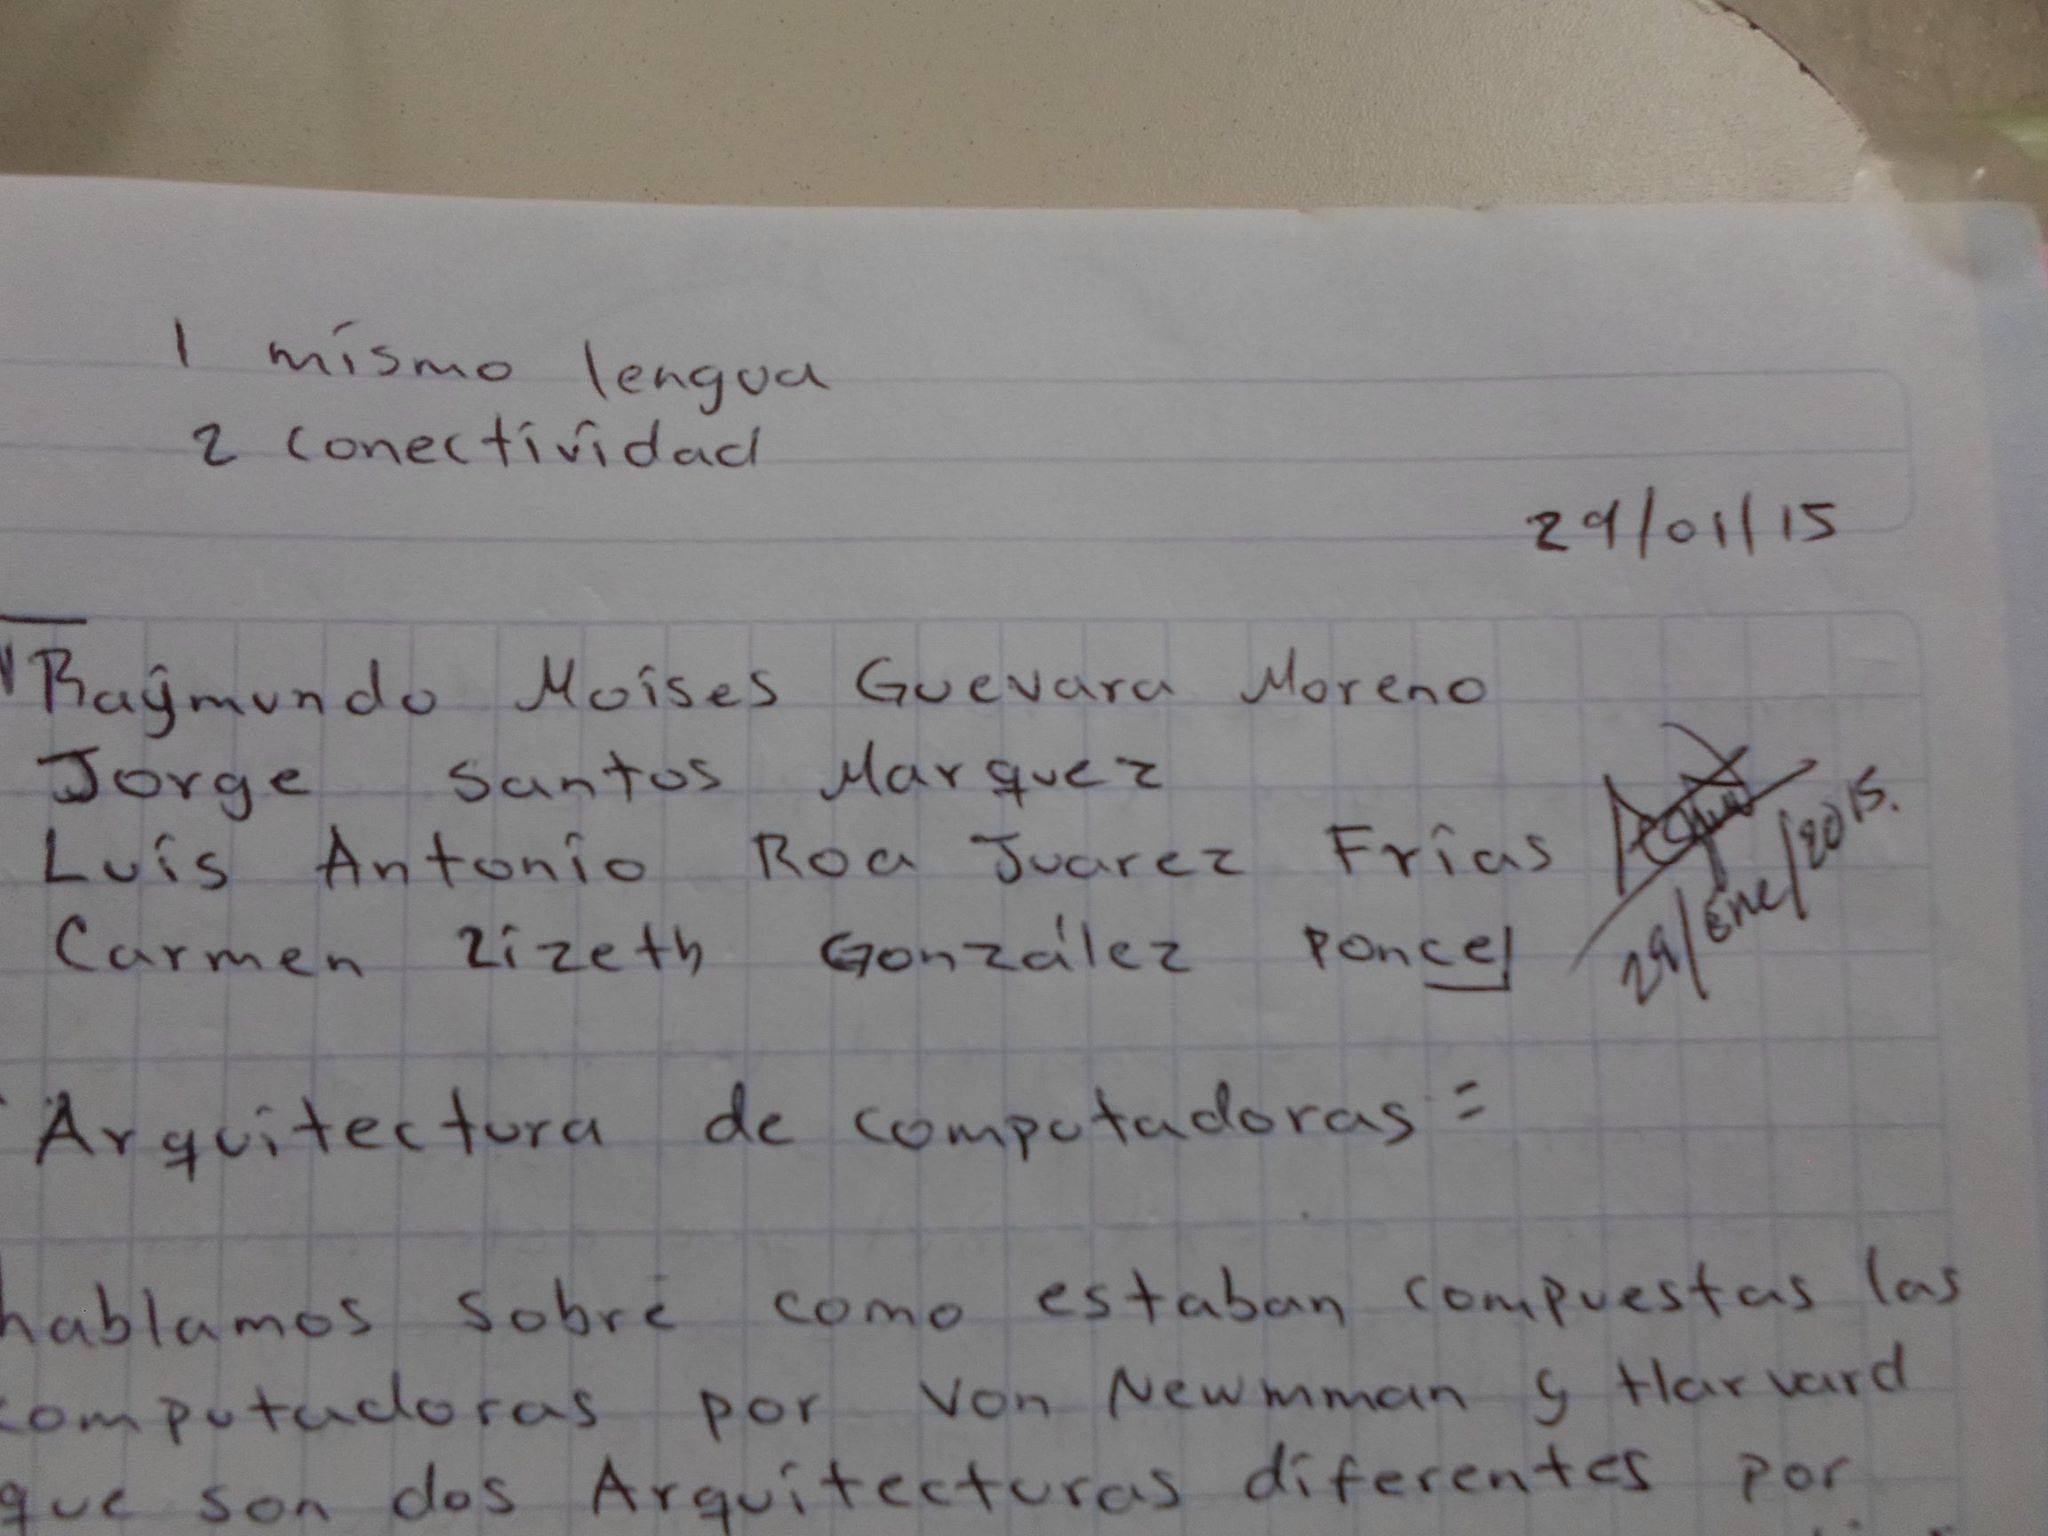 1 mismo lengua
2 conectividad
29/01/15
Raymundo Moises Guevara Moreno
Jorge Santos Marquez
Luis Antonio Roa Juarez Frias
Carmen Lizeth González Poncel
29/Ene/2015.
Arquitectura de computadoras =
hablamos sobre como estaban compuestas las
computadoras por Von Newmman y Harvard
que son dos Arquitecturas diferentes por